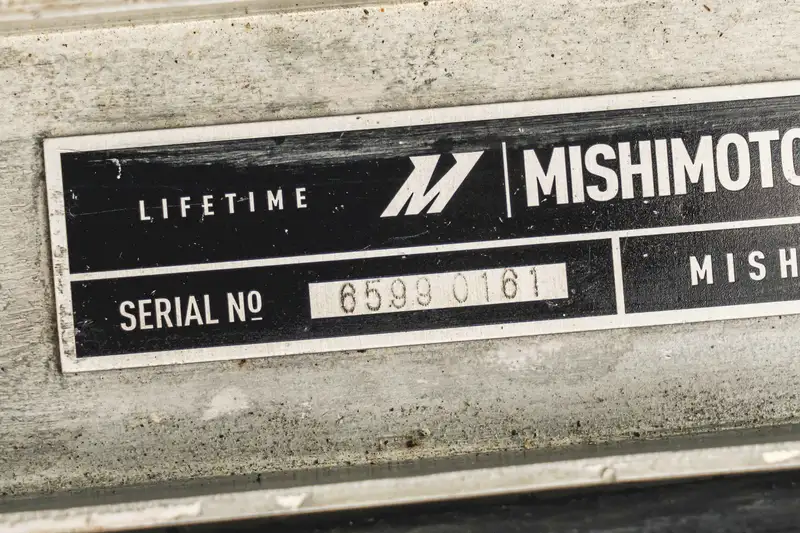 LIFETIME M MISHIMOTO
SERIAL Nº 6599 0161 MISH